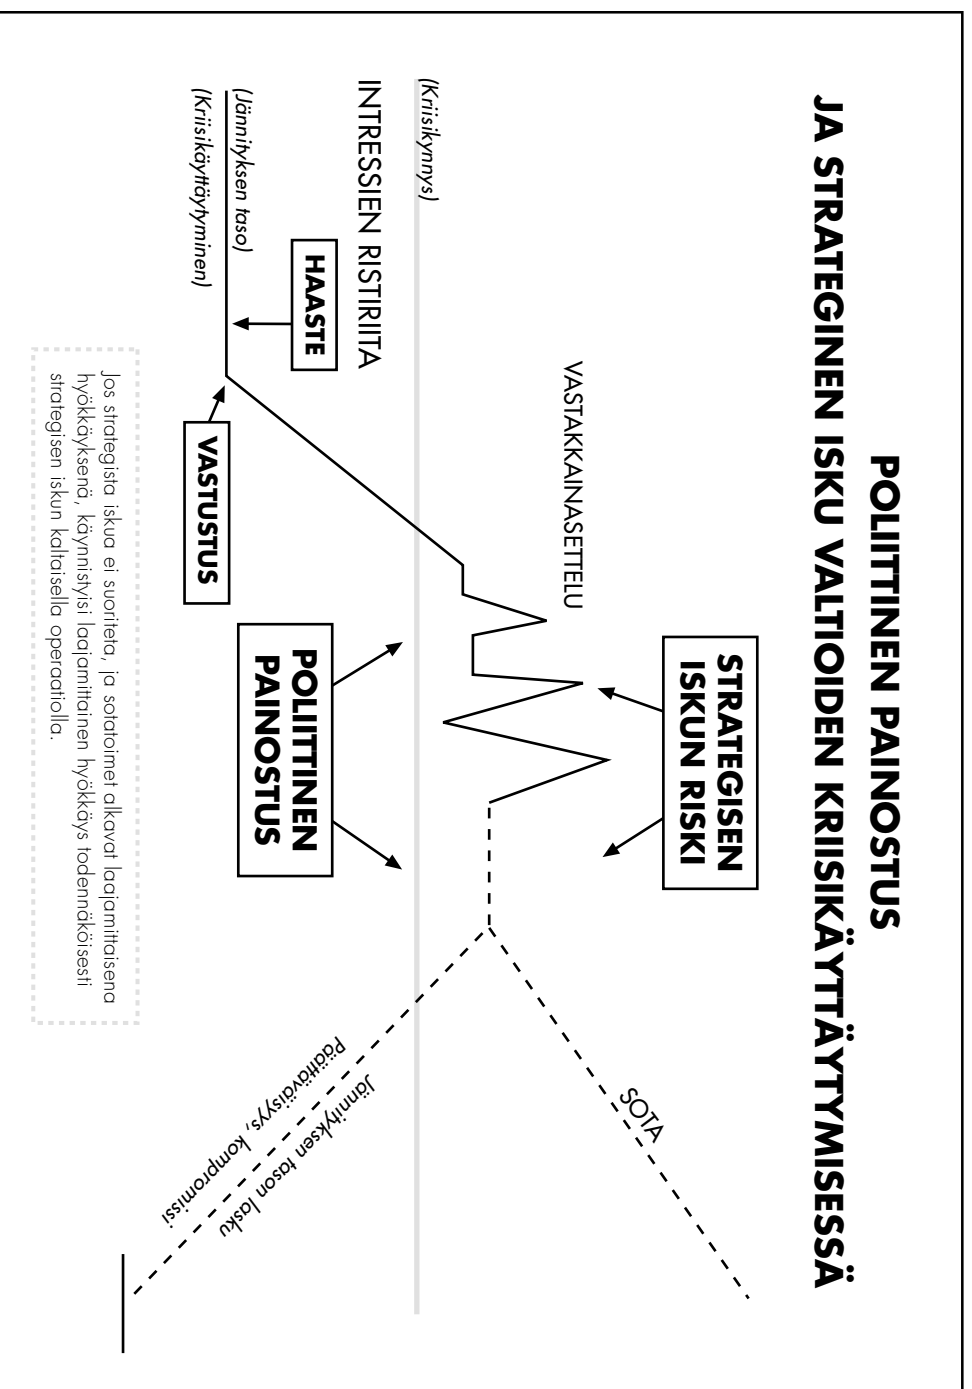 POLIITTINEN PAINOSTUS
JA STRATEGINEN ISKU VALTIOIDEN KRIISIKÄYTTÄYTYMISESSÄ
STRATEGISEN
ISKUN RISKI
VASTAKKAINASETTELU
SOTA
(Kriisikynnys)
INTRESSIEN RISTIRIITA
HAASTE
(Jännityksen taso)
(Kriisikäyttäytyminen)
VASTUSTUS
POLIITTINEN
PAINOSTUS
Jännityksen tason lasku
Päättäväisyys, kompromissi
Jos strategista iskua ei suoriteta, ja sotatoimet alkavat laajamittaisena
hyökkäyksenä, käynnistyisi laajamittainen hyökkäys todennäköisesti
strategisen iskun kaltaisella operaatiolla.